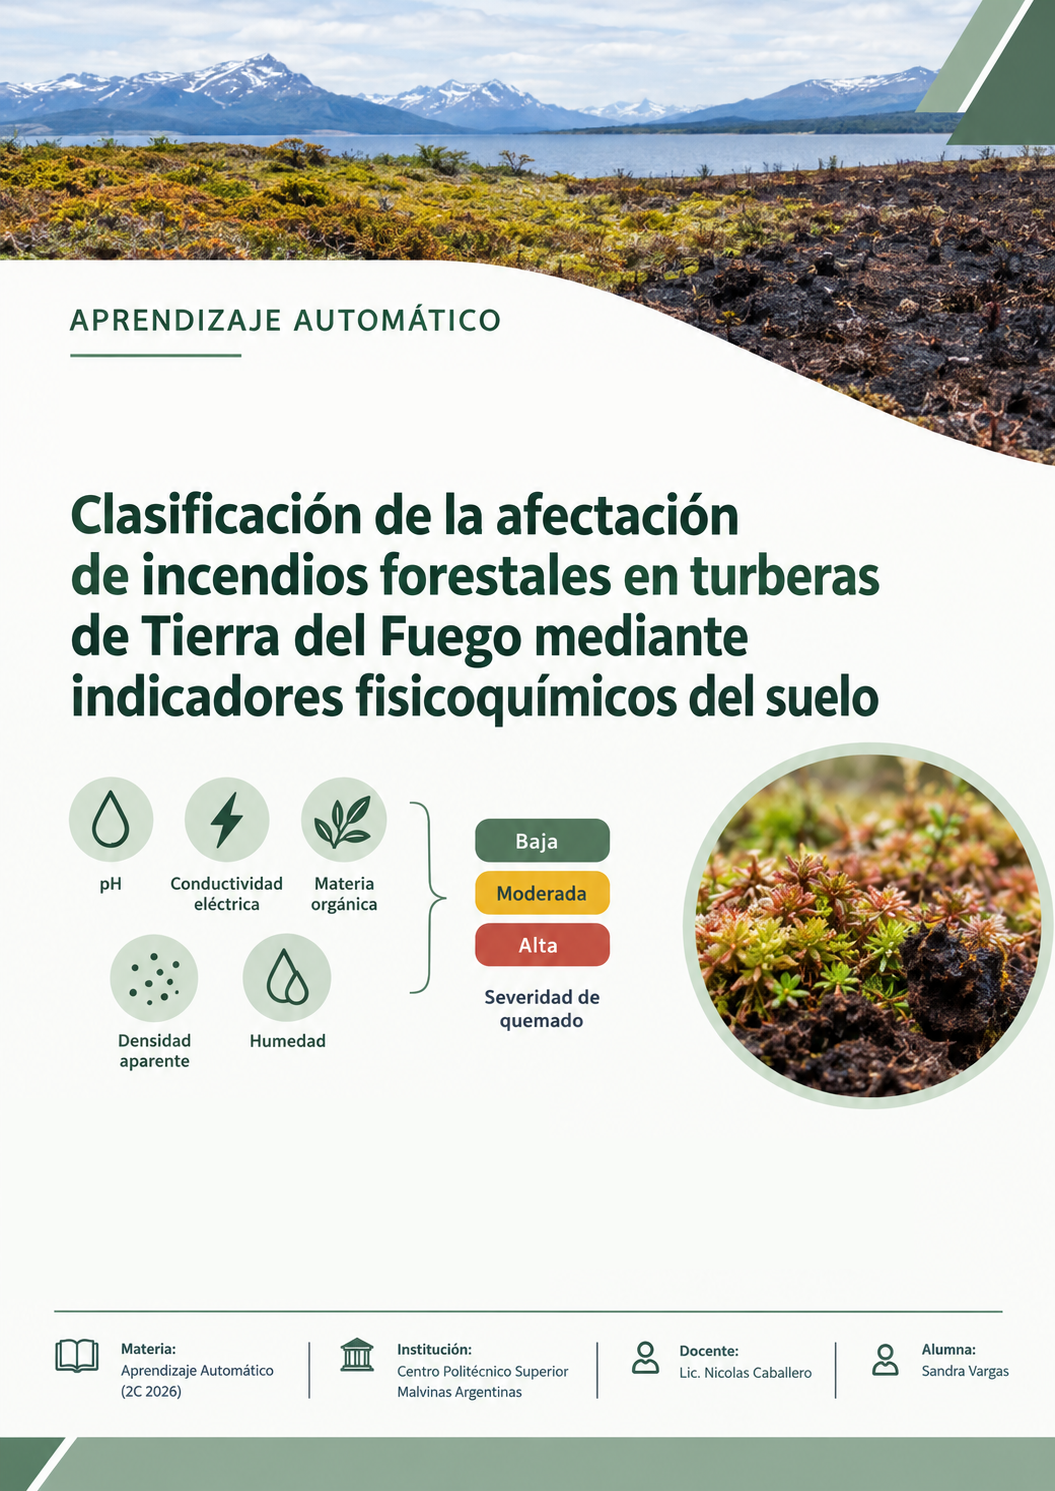 APRENDIZAJE AUTOMÁTICO
Clasificación de la afectación
de incendios forestales en turberas
de Tierra del Fuego mediante
indicadores fisicoquímicos del suelo
pH
Conductividad
eléctrica
Materia
orgánica
Densidad
aparente
Humedad
Baja
Moderada
Alta
Severidad de
quemado
Materia:
Aprendizaje Automático
(2C 2026)
Institución:
Centro Politécnico Superior
Malvinas Argentinas
Docente:
Lic. Nicolas Caballero
Alumna:
Sandra Vargas